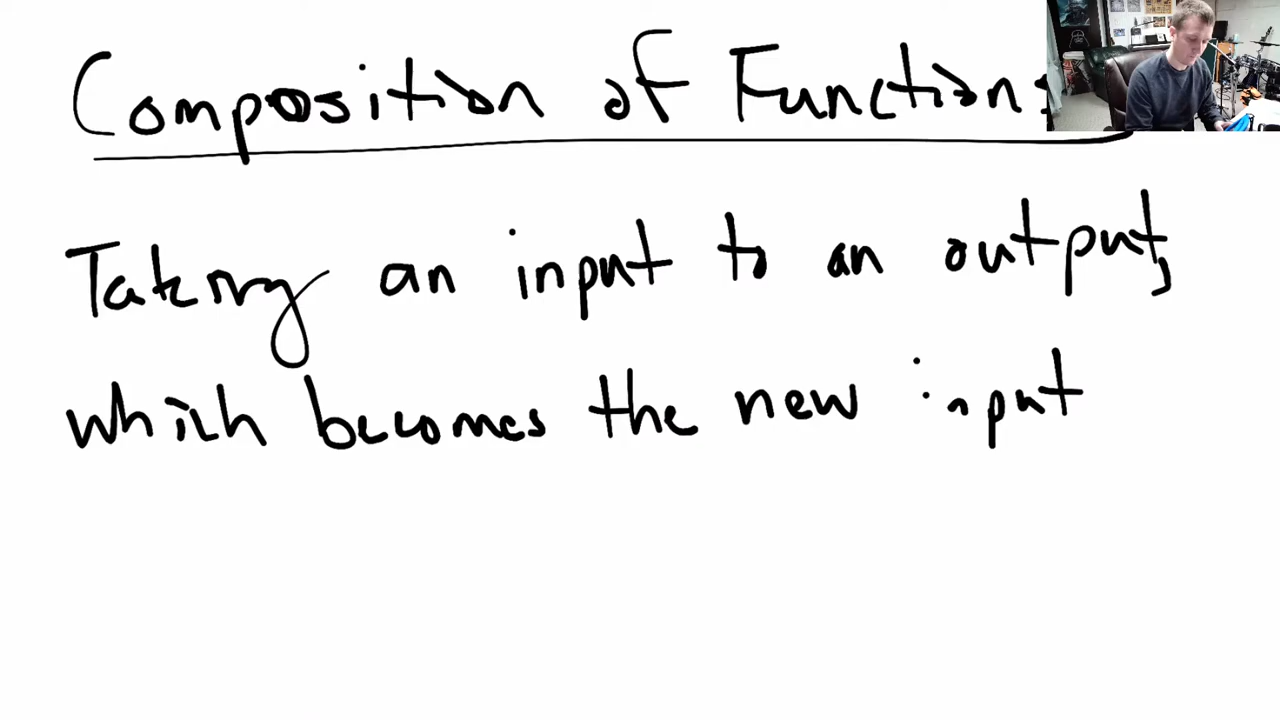 Composition of Functions
Taking an input to an output,
which becomes the new input